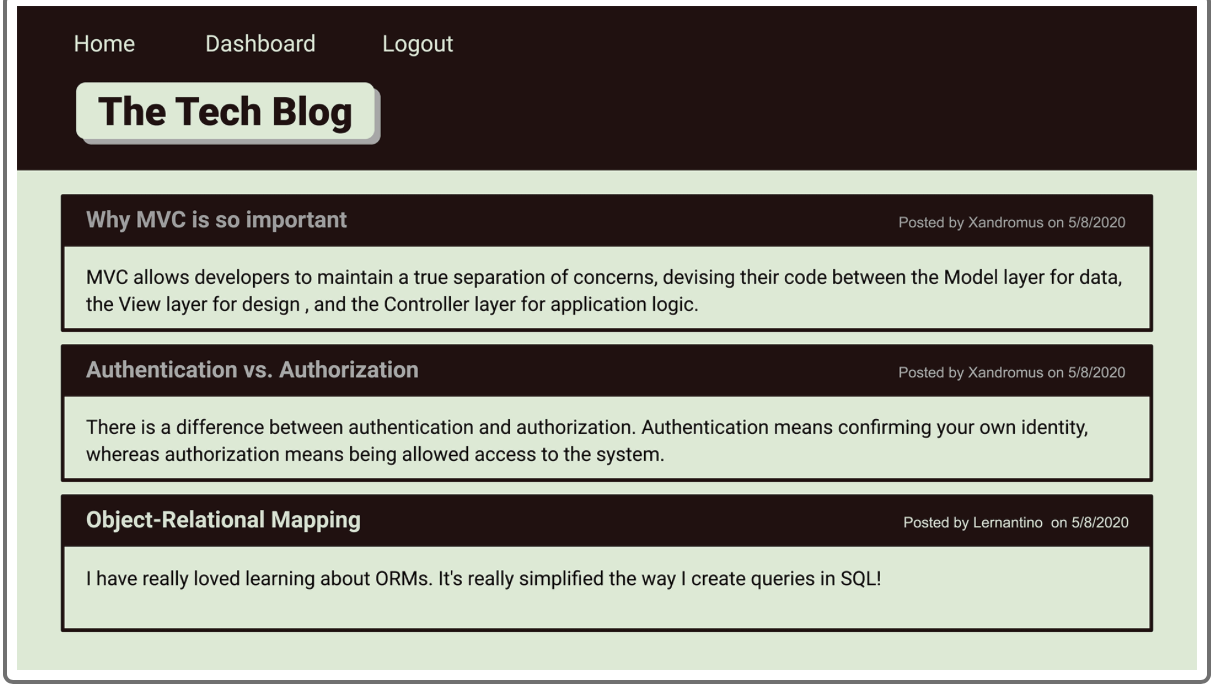 Home Dashboard Logout
The Tech Blog
Why MVC is so important Posted by Xandromus on 5/8/2020
MVC allows developers to maintain a true separation of concerns, devising their code between the Model layer for data,
the View layer for design , and the Controller layer for application logic.
Authentication vs. Authorization Posted by Xandromus on 5/8/2020
There is a difference between authentication and authorization. Authentication means confirming your own identity,
whereas authorization means being allowed access to the system.
Object-Relational Mapping Posted by Lernantino  on 5/8/2020
I have really loved learning about ORMs. It's really simplified the way I create queries in SQL!